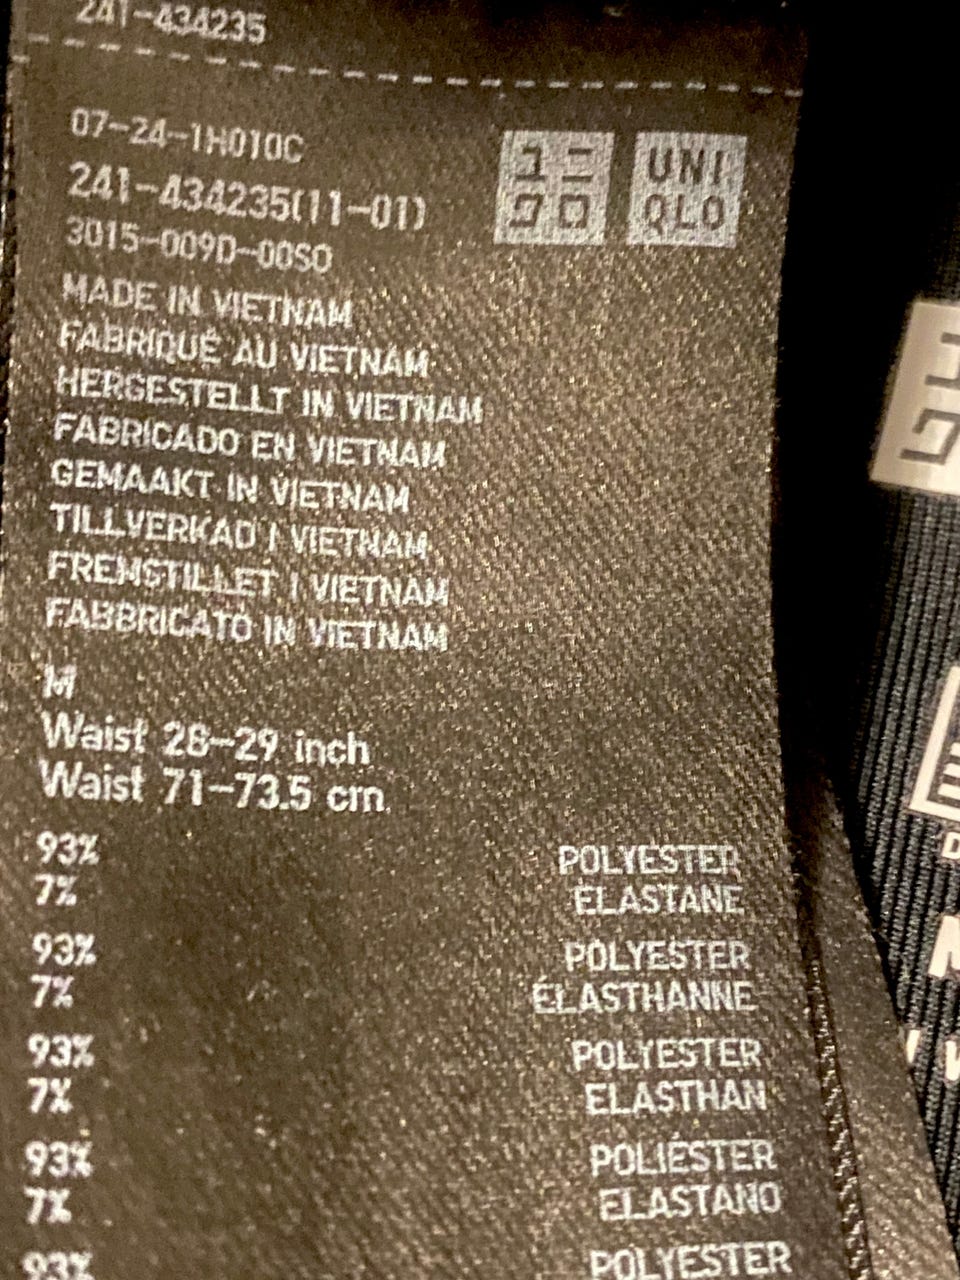 241-434235
07-24-1H010C
241-434235(11-01)
3015-009D-00SO
ユニ
クロ
UNI
QLO
MADE IN VIETNAM
FABRIQUÉ AU VIETNAM
HERGESTELLT IN VIETNAM
FABRICADO EN VIETNAM
GEMAAKT IN VIETNAM
TILLVERKAD I VIETNAM
FREMSTILLET I VIETNAM
FABBRICATO IN VIETNAM
M
Waist 28-29 inch
Waist 71-73.5 cm
93% POLYESTER
7% ELASTANE
93% POLYESTER
7% ÉLASTHANNE
93% POLYESTER
7% ELASTHAN
93% POLIÉSTER
7% ELASTANO
93% POLYESTER